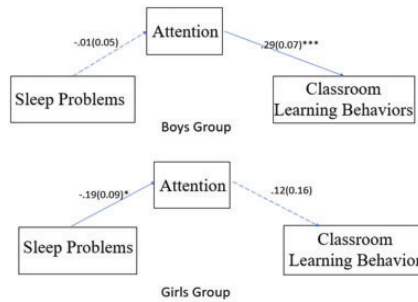 Attention
-.01(0.05)
.29(0.07)***
Sleep Problems
Classroom
Learning Behaviors
Boys Group
Attention
-.19(0.09)*
.12(0.16)
Sleep Problems
Classroom
Learning Behavior
Girls Group